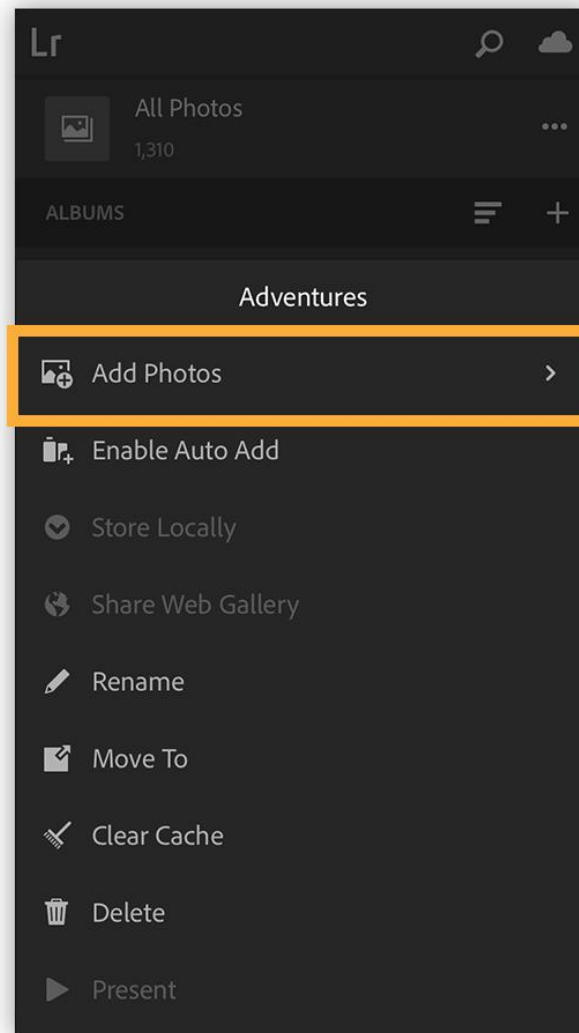 Lr
All Photos
1,310
ALBUMS
Adventures
Add Photos
Enable Auto Add
Store Locally
Share Web Gallery
Rename
Move To
Clear Cache
Delete
Present